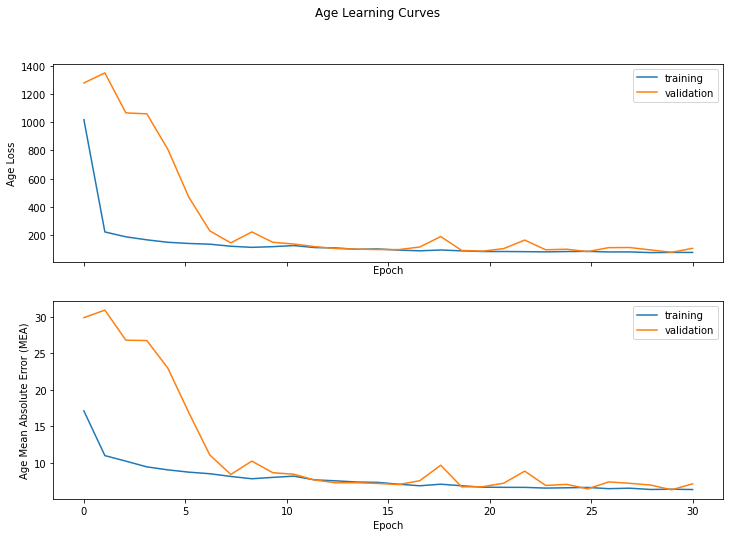 Age Learning Curves
1400
1200
1000
800
600
400
200
Age Loss
training
validation
Epoch
30
25
20
15
10
Age Mean Absolute Error (MEA)
training
validation
0 5 10 15 20 25 30
Epoch